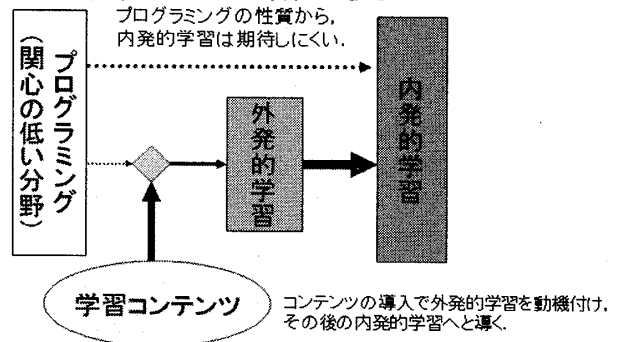 プログラミングの性質から,
内発的学習は期待しにくい.
プログラミング
(関心の低い分野)
外発的学習
内発的学習
学習コンテンツ
コンテンツの導入で外発的学習を動機付け,
その後の内発的学習へと導く.